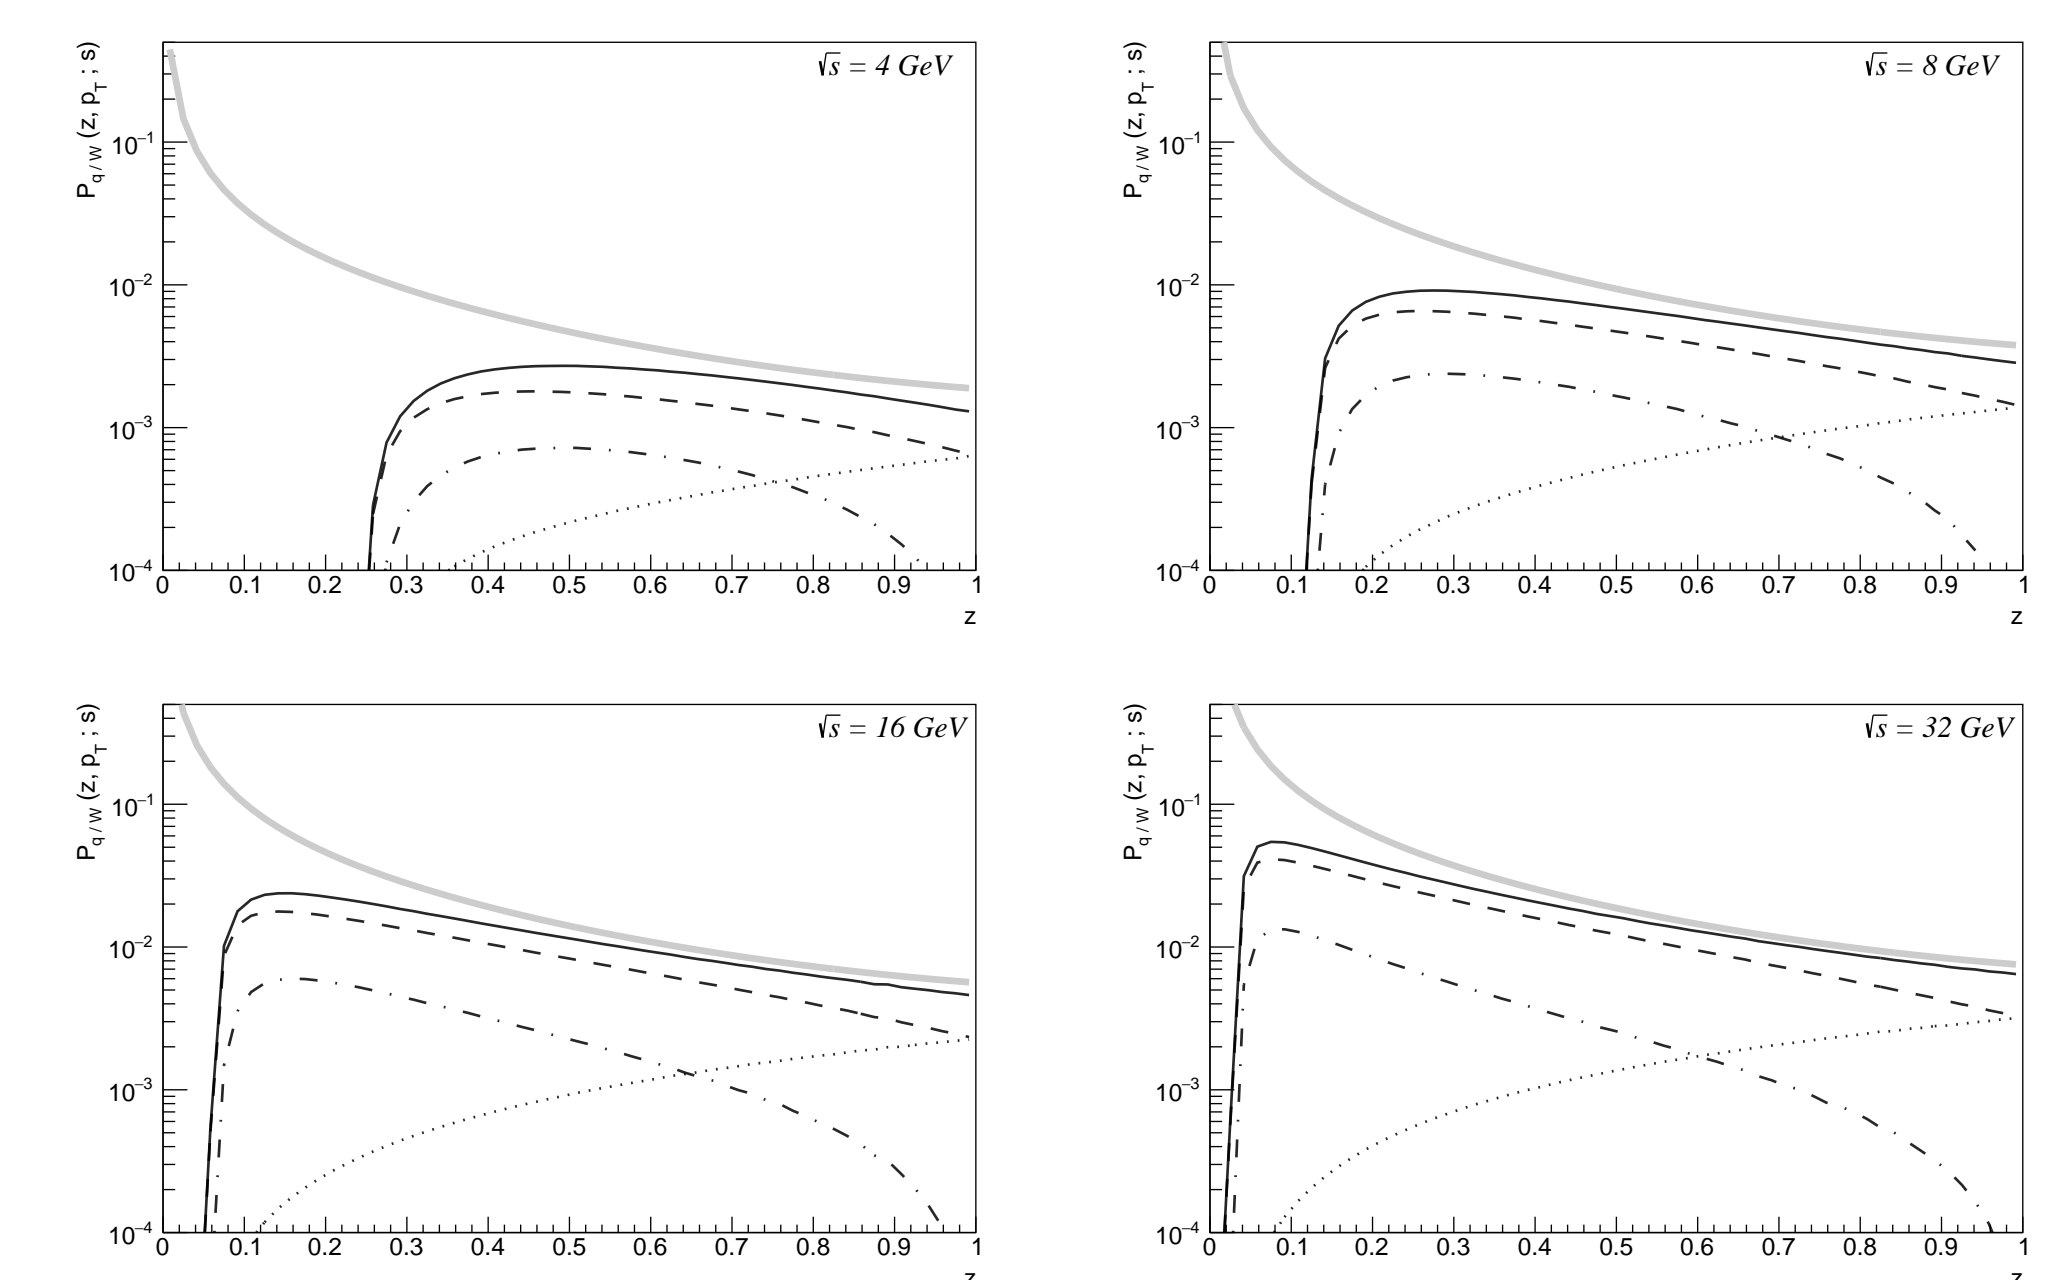 P_{q/W} (z, p_T ; s)
√s = 4 GeV
10^{−1}
10^{−2}
10^{−3}
10^{−4}
0 0.1 0.2 0.3 0.4 0.5 0.6 0.7 0.8 0.9 1
z
P_{q/W} (z, p_T ; s)
√s = 8 GeV
10^{−1}
10^{−2}
10^{−3}
10^{−4}
0 0.1 0.2 0.3 0.4 0.5 0.6 0.7 0.8 0.9 1
z
P_{q/W} (z, p_T ; s)
√s = 16 GeV
10^{−1}
10^{−2}
10^{−3}
10^{−4}
0 0.1 0.2 0.3 0.4 0.5 0.6 0.7 0.8 0.9 1
z
P_{q/W} (z, p_T ; s)
√s = 32 GeV
10^{−1}
10^{−2}
10^{−3}
10^{−4}
0 0.1 0.2 0.3 0.4 0.5 0.6 0.7 0.8 0.9 1
z